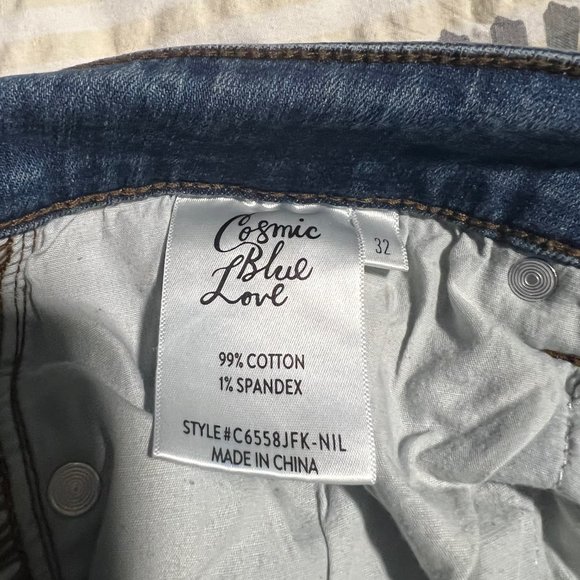 Cosmic
Blue
Love
32
99% COTTON
1% SPANDEX
STYLE#C6558JFK-NIL
MADE IN CHINA